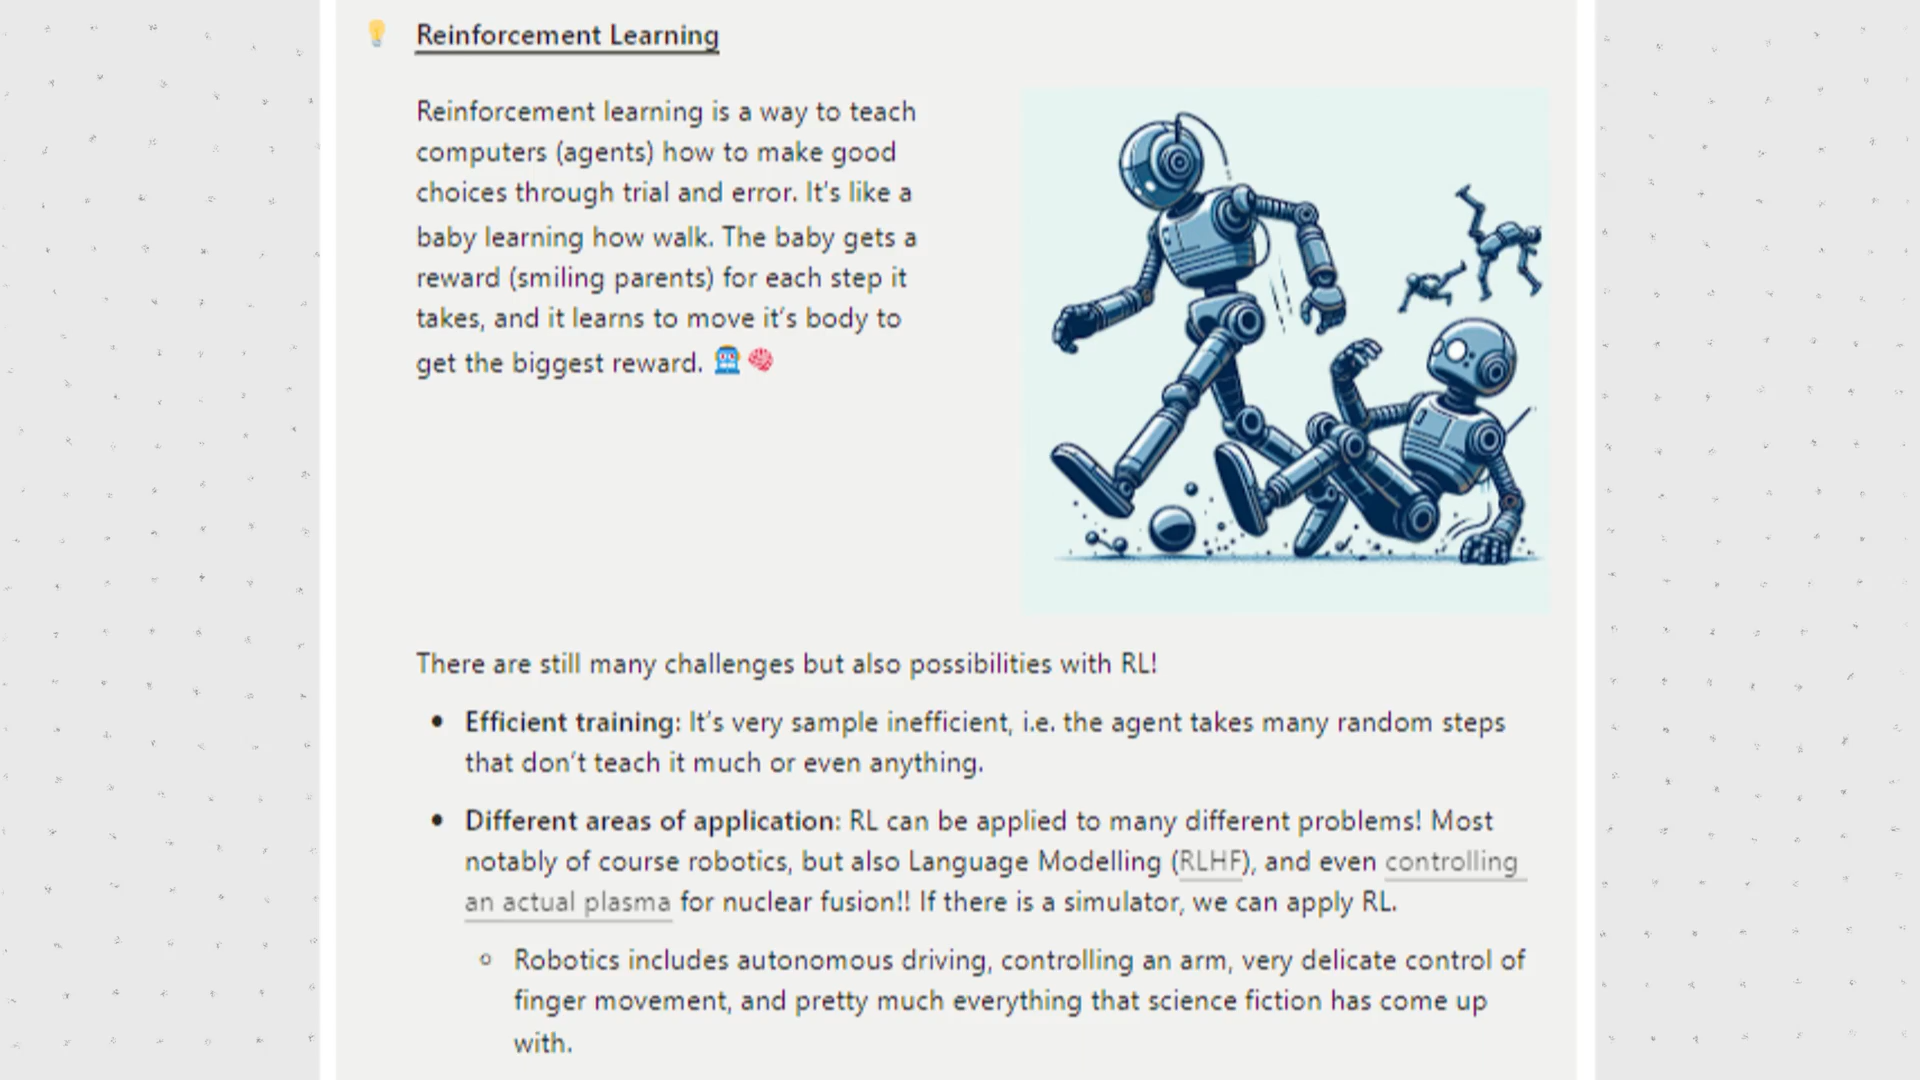 Reinforcement Learning
Reinforcement learning is a way to teach
computers (agents) how to make good
choices through trial and error. It's like a
baby learning how walk. The baby gets a
reward (smiling parents) for each step it
takes, and it learns to move it’s body to
get the biggest reward.
There are still many challenges but also possibilities with RL!
Efficient training: It’s very sample inefficient, i.e. the agent takes many random steps
that don’t teach it much or even anything.
Different areas of application: RL can be applied to many different problems! Most
notably of course robotics, but also Language Modelling (RLHF), and even controlling
an actual plasma for nuclear fusion!! If there is a simulator, we can apply RL.
Robotics includes autonomous driving, controlling an arm, very delicate control of
finger movement, and pretty much everything that science fiction has come up
with.